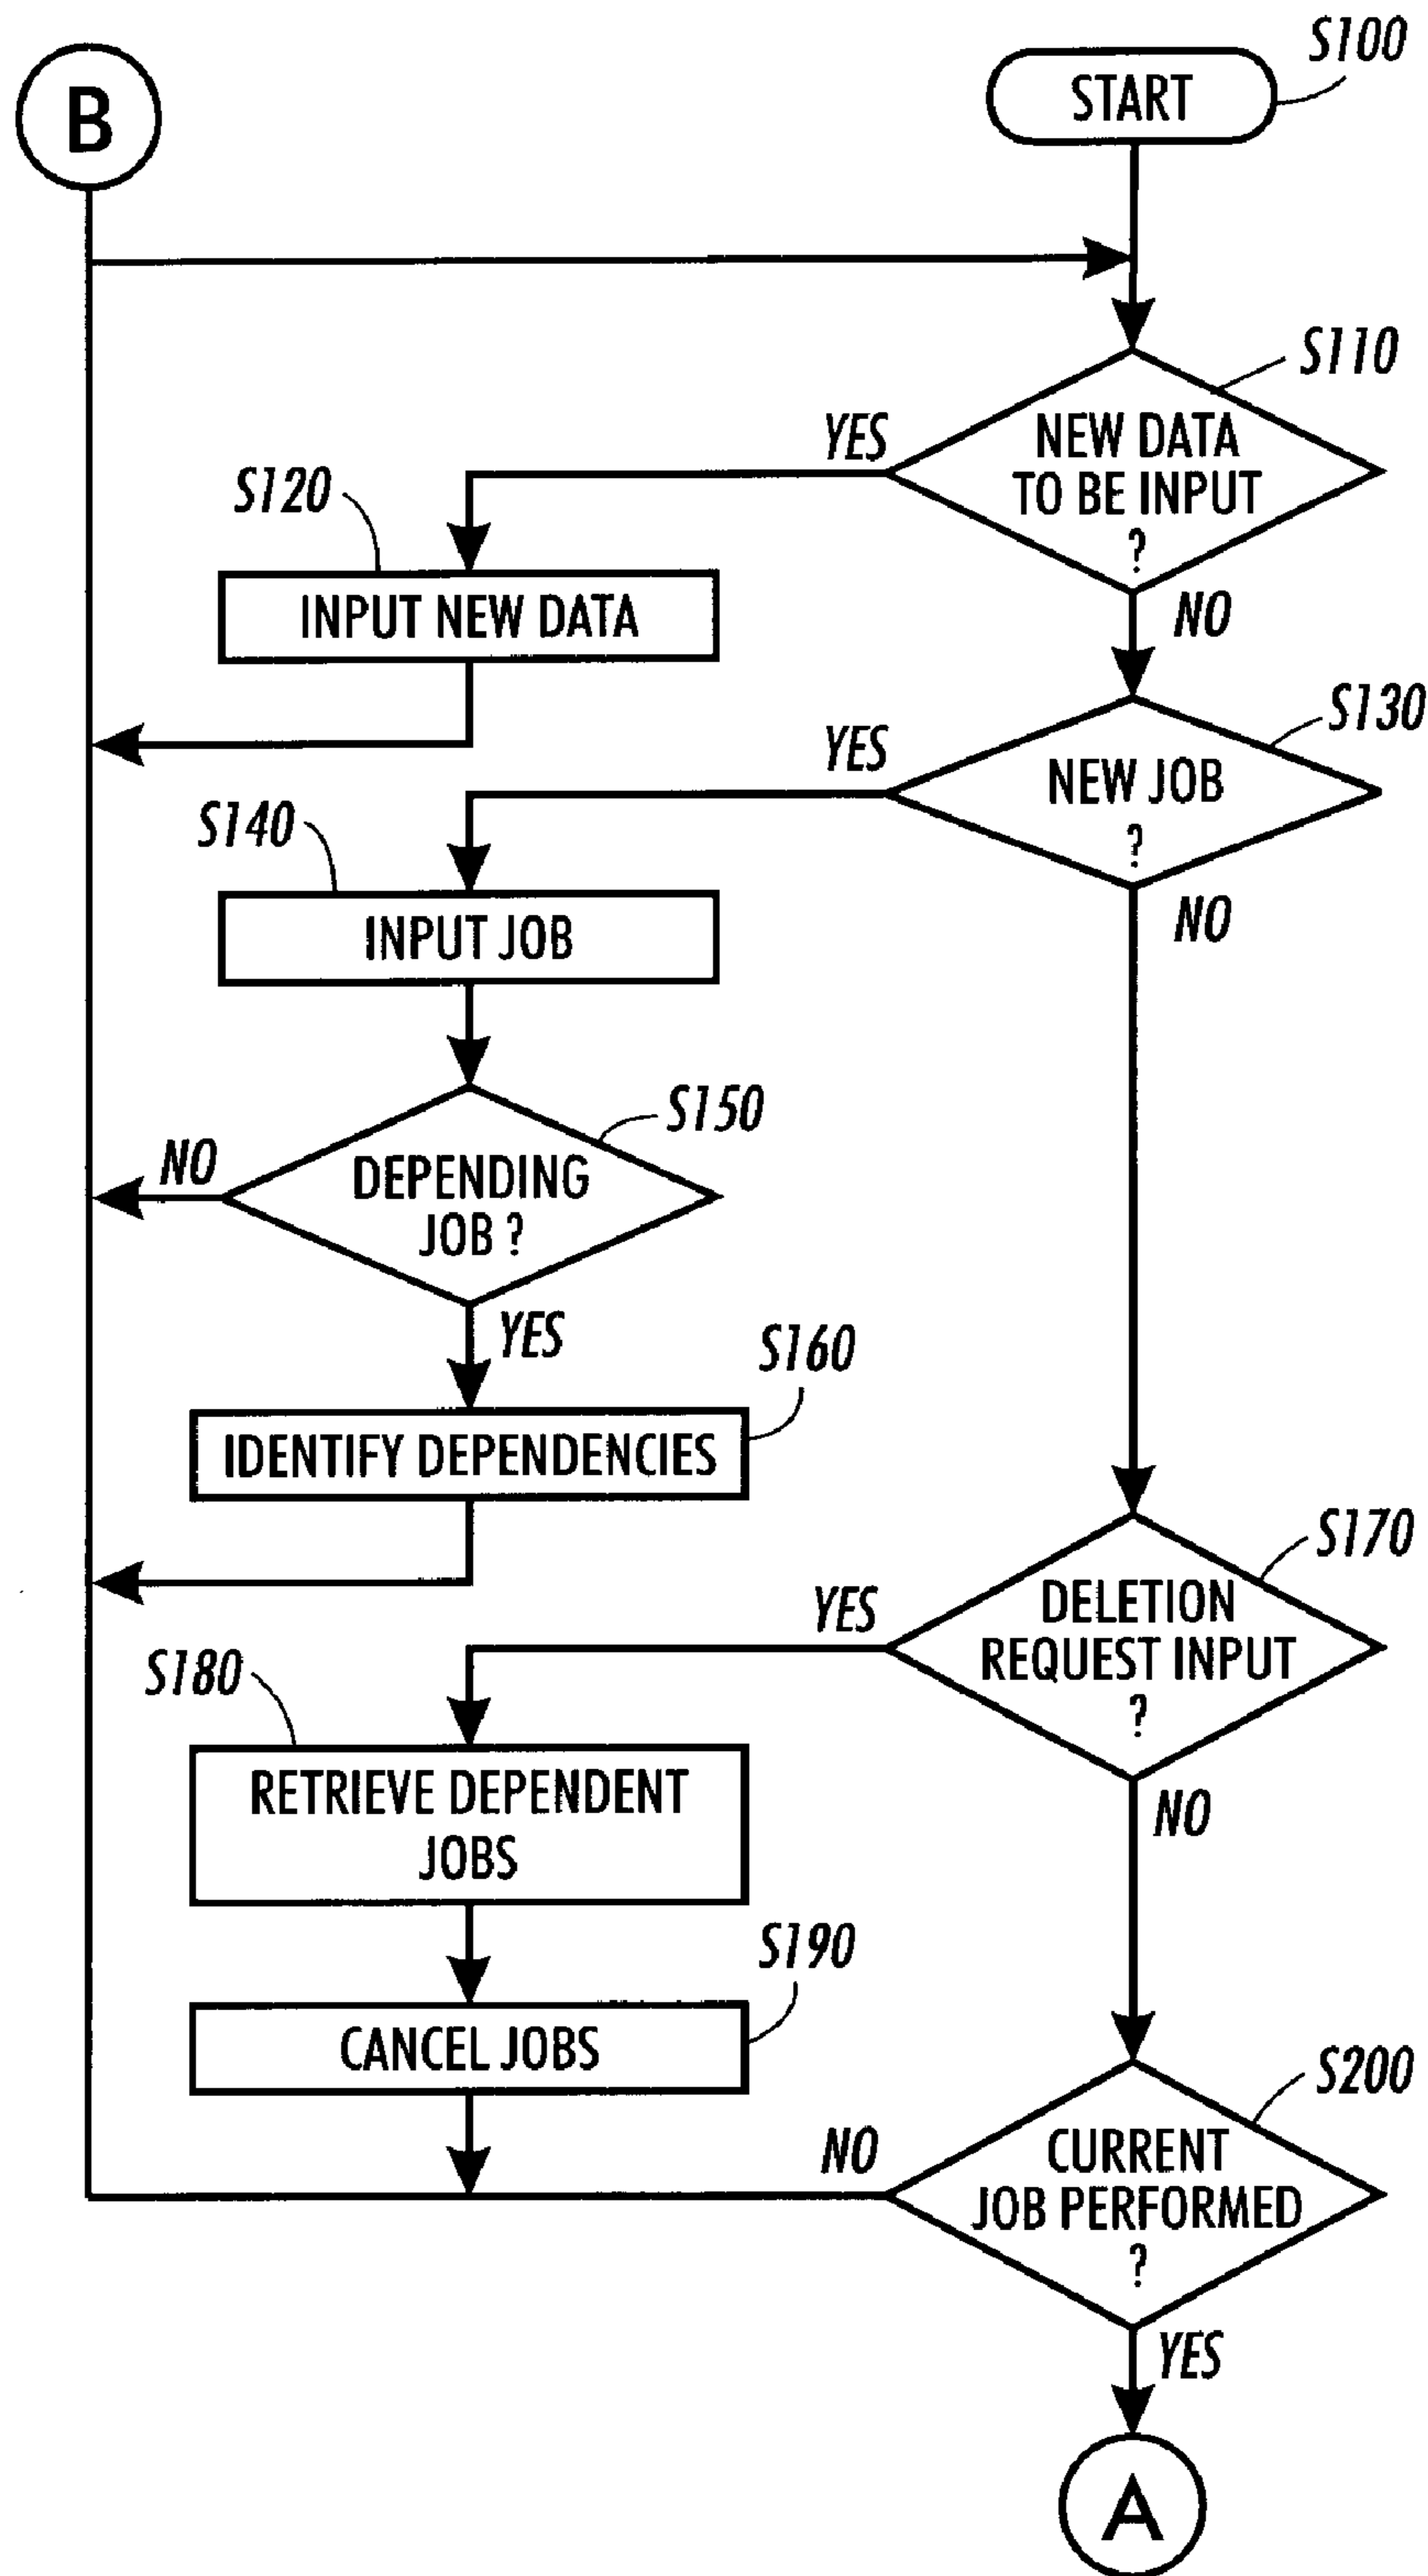 S100
B
START
S110
YES
NEW DATA
TO BE INPUT
?
S120
INPUT NEW DATA
NO
S130
YES
NEW JOB
?
S140
NO
INPUT JOB
S150
NO
DEPENDING
JOB ?
YES
S160
IDENTIFY DEPENDENCIES
S170
YES
DELETION
REQUEST INPUT
?
S180
RETRIEVE DEPENDENT
JOBS
NO
S190
CANCEL JOBS
S200
NO
CURRENT
JOB PERFORMED
?
YES
A